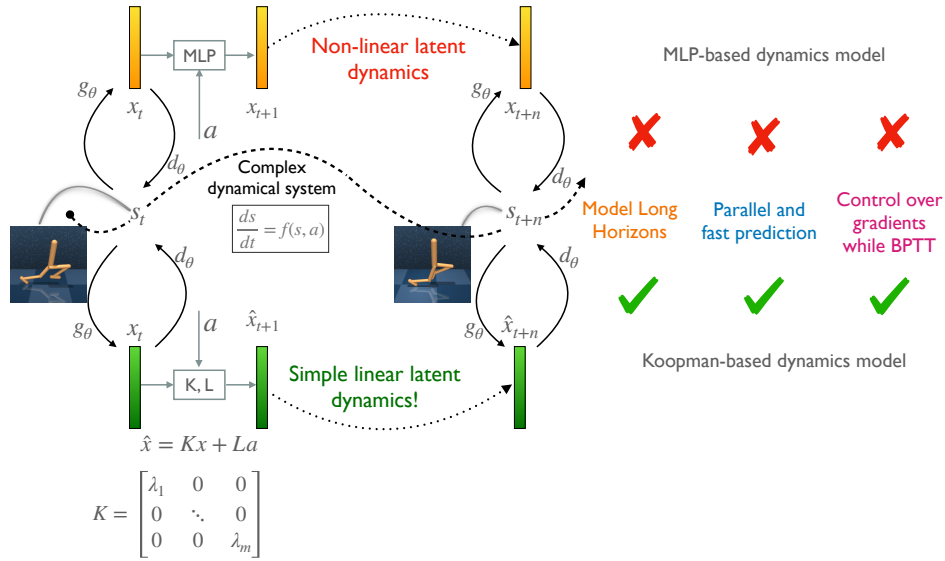 MLP
Non-linear latent
dynamics
MLP-based dynamics model
g_θ
x_t
a
x_{t+1}
g_θ
x_{t+n}
d_θ
d_θ
Complex
dynamical system
ds/dt = f(s, a)
s_t
s_{t+n}
Model Long
Horizons
Parallel and
fast prediction
Control over
gradients
while BPTT
d_θ
d_θ
g_θ
x_t
a
x̂_{t+1}
g_θ
x̂_{t+n}
K, L
Simple linear latent
dynamics!
Koopman-based dynamics model
x̂ = Kx + La
K = [λ_1 0 0
0 ⋱ 0
0 0 λ_m]